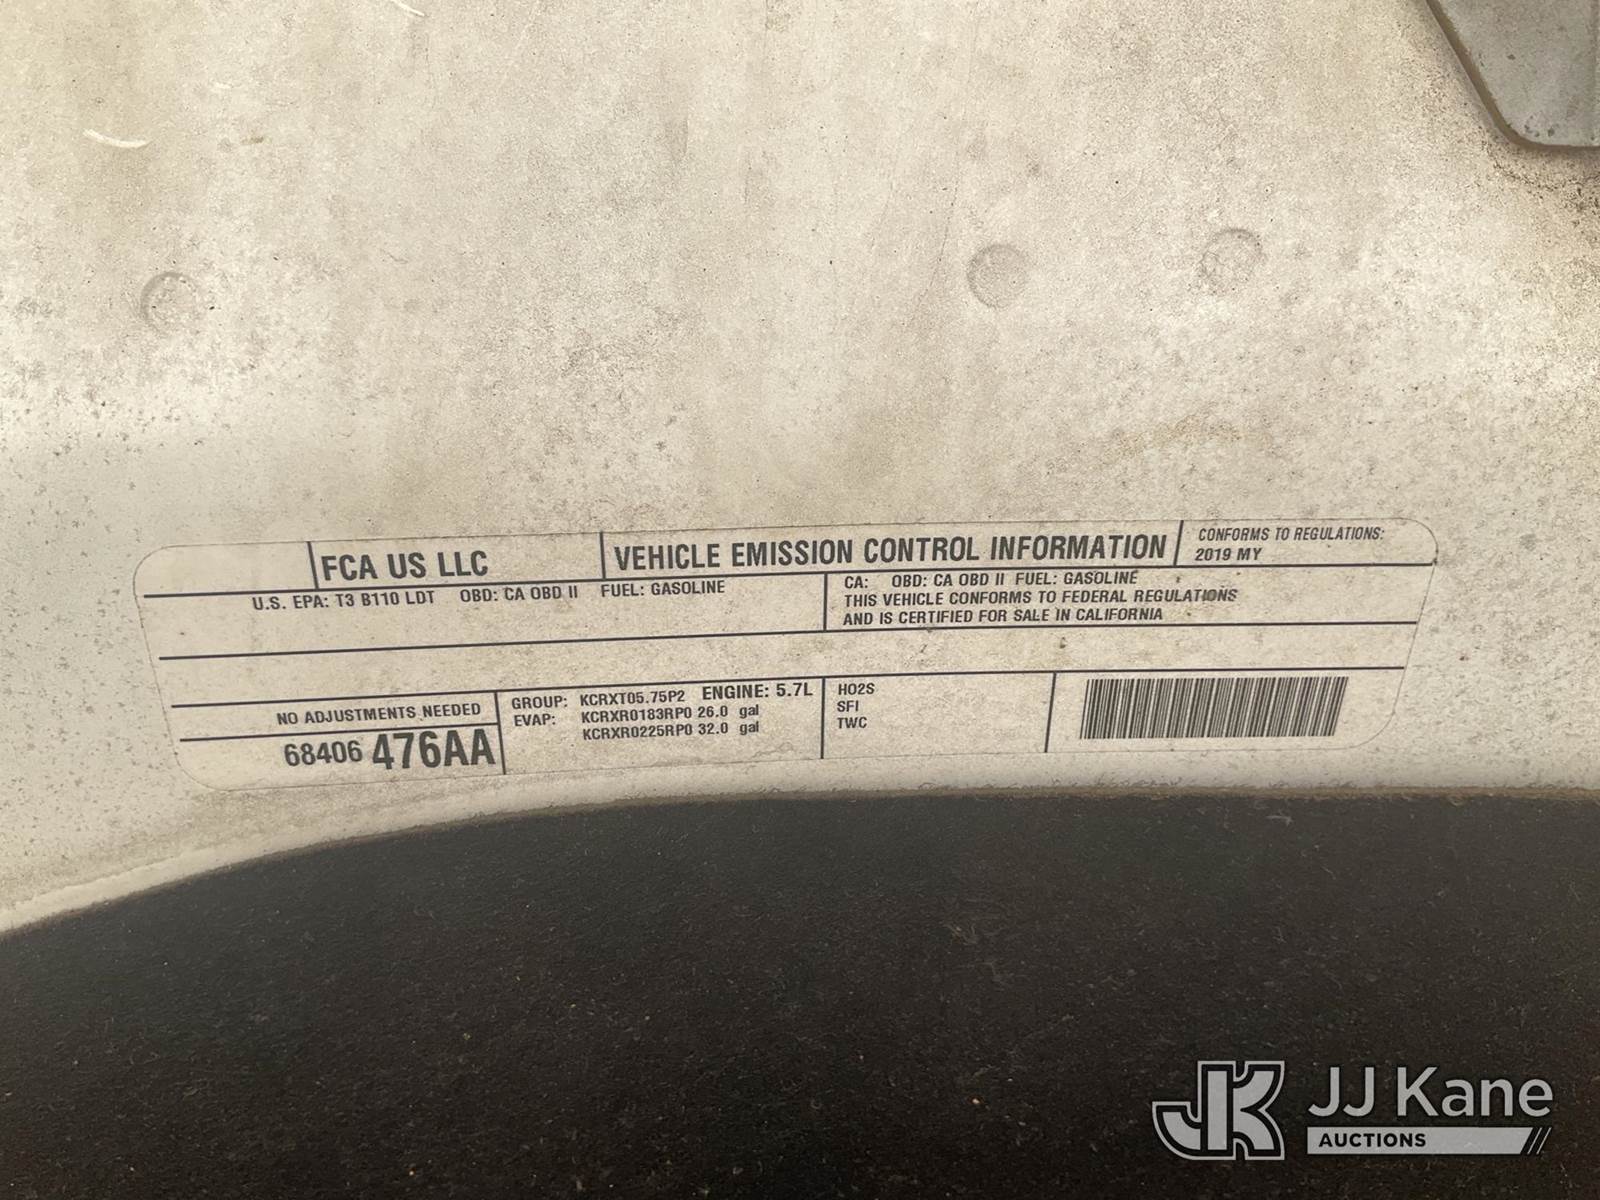 FCA US LLC
VEHICLE EMISSION CONTROL INFORMATION
CONFORMS TO REGULATIONS:
2019 MY
U.S. EPA: T3 B110 LDT OBD: CA OBD II FUEL: GASOLINE
CA: OBD: CA OBD II FUEL: GASOLINE
THIS VEHICLE CONFORMS TO FEDERAL REGULATIONS
AND IS CERTIFIED FOR SALE IN CALIFORNIA
NO ADJUSTMENTS NEEDED
68406 476AA
GROUP: KCRXT05.75P2 ENGINE: 5.7L
EVAP: KCRXR0183RP0 26.0 gal
KCRXR0225RP0 32.0 gal
HO2S
SFI
TWC
JK JJ Kane
AUCTIONS